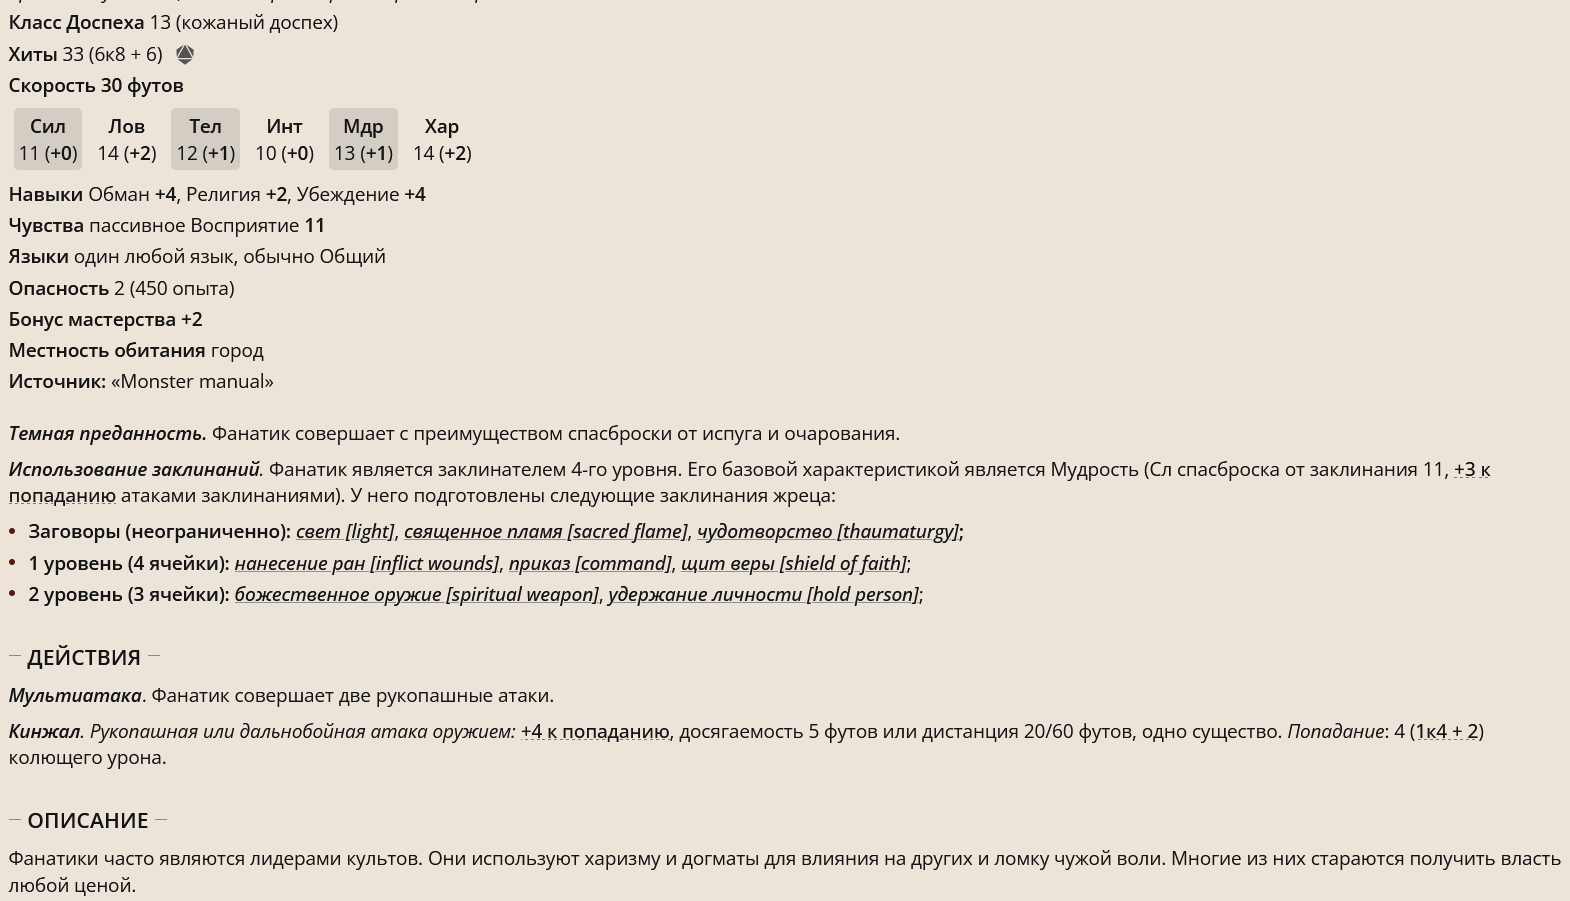 Класс Доспеха 13 (кожаный доспех)
Хиты 33 (6к8 + 6)
Скорость 30 футов
Сил Лов Тел Инт Мдр Хар
11 (+0) 14 (+2) 12 (+1) 10 (+0) 13 (+1) 14 (+2)
Навыки Обман +4, Религия +2, Убеждение +4
Чувства пассивное Восприятие 11
Языки один любой язык, обычно Общий
Опасность 2 (450 опыта)
Бонус мастерства +2
Местность обитания город
Источник: «Monster manual»
Темная преданность. Фанатик совершает с преимуществом спасброски от испуга и очарования.
Использование заклинаний. Фанатик является заклинателем 4-го уровня. Его базовой характеристикой является Мудрость (Сл спасброска от заклинания 11, +3 к
попаданию атаками заклинаниями). У него подготовлены следующие заклинания жреца:
• Заговоры (неограниченно): свет [light], священное пламя [sacred flame], чудотворство [thaumaturgy];
• 1 уровень (4 ячейки): нанесение ран [inflict wounds], приказ [command], щит веры [shield of faith];
• 2 уровень (3 ячейки): божественное оружие [spiritual weapon], удержание личности [hold person];
— ДЕЙСТВИЯ —
Мультиатака. Фанатик совершает две рукопашные атаки.
Кинжал. Рукопашная или дальнобойная атака оружием: +4 к попаданию, досягаемость 5 футов или дистанция 20/60 футов, одно существо. Попадание: 4 (1к4 + 2)
колющего урона.
— ОПИСАНИЕ —
Фанатики часто являются лидерами культов. Они используют харизму и догматы для влияния на других и ломку чужой воли. Многие из них стараются получить власть
любой ценой.